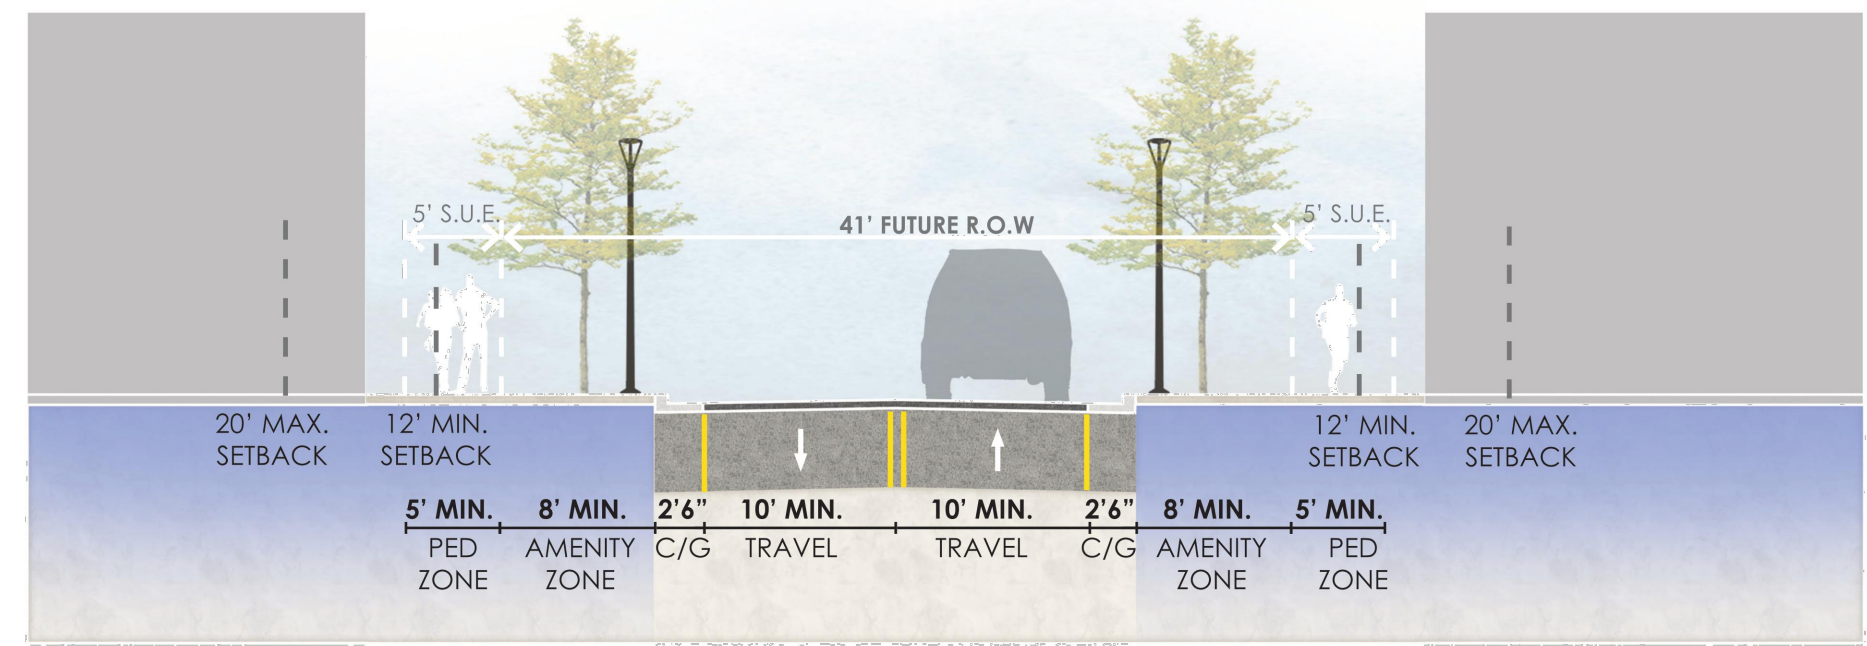 5' S.U.E.
41' FUTURE R.O.W
5' S.U.E.
20' MAX.
SETBACK
12' MIN.
SETBACK
12' MIN.
SETBACK
20' MAX.
SETBACK
5' MIN.
8' MIN.
2'6"
10' MIN.
10' MIN.
2'6"
8' MIN.
5' MIN.
PED
ZONE
AMENITY
ZONE
C/G
TRAVEL
TRAVEL
C/G
AMENITY
ZONE
PED
ZONE